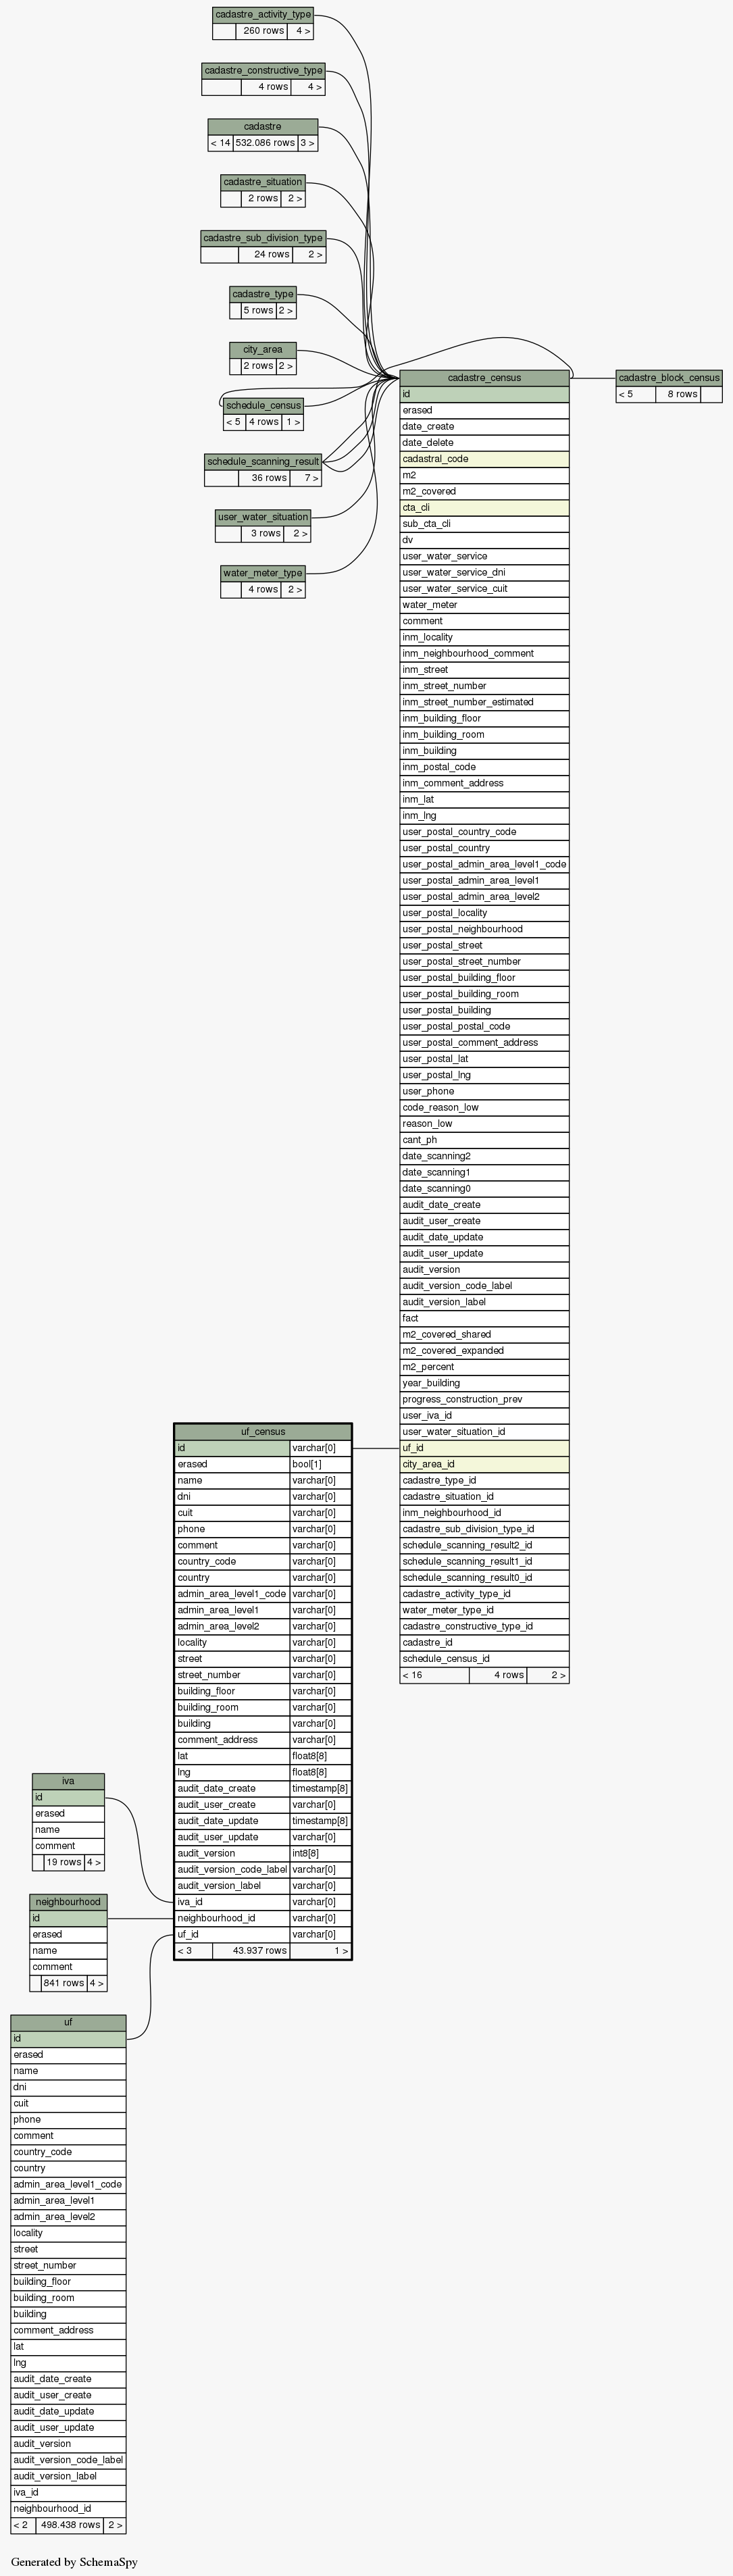 cadastre_activity_type
260 rows 4 >
cadastre_constructive_type
4 rows 4 >
cadastre
< 14 532.086 rows 3 >
cadastre_situation
2 rows 2 >
cadastre_sub_division_type
24 rows 2 >
cadastre_type
5 rows 2 >
city_area
2 rows 2 >
schedule_census
< 5 4 rows 1 >
schedule_scanning_result
36 rows 7 >
user_water_situation
3 rows 2 >
water_meter_type
4 rows 2 >
cadastre_block_census
< 5 8 rows
cadastre_census
id
erased
date_create
date_delete
cadastral_code
m2
m2_covered
cta_cli
sub_cta_cli
dv
user_water_service
user_water_service_dni
user_water_service_cuit
water_meter
comment
inm_locality
inm_neighbourhood_comment
inm_street
inm_street_number
inm_street_number_estimated
inm_building_floor
inm_building_room
inm_building
inm_postal_code
inm_comment_address
inm_lat
inm_lng
user_postal_country_code
user_postal_country
user_postal_admin_area_level1_code
user_postal_admin_area_level1
user_postal_admin_area_level2
user_postal_locality
user_postal_neighbourhood
user_postal_street
user_postal_street_number
user_postal_building_floor
user_postal_building_room
user_postal_building
user_postal_postal_code
user_postal_comment_address
user_postal_lat
user_postal_lng
user_phone
code_reason_low
reason_low
cant_ph
date_scanning2
date_scanning1
date_scanning0
audit_date_create
audit_user_create
audit_date_update
audit_user_update
audit_version
audit_version_code_label
audit_version_label
fact
m2_covered_shared
m2_covered_expanded
m2_percent
year_building
progress_construction_prev
user_iva_id
user_water_situation_id
uf_id
city_area_id
cadastre_type_id
cadastre_situation_id
inm_neighbourhood_id
cadastre_sub_division_type_id
schedule_scanning_result2_id
schedule_scanning_result1_id
schedule_scanning_result0_id
cadastre_activity_type_id
water_meter_type_id
cadastre_constructive_type_id
cadastre_id
schedule_census_id
< 16 4 rows 2 >
uf_census
id varchar[0]
erased bool[1]
name varchar[0]
dni varchar[0]
cuit varchar[0]
phone varchar[0]
comment varchar[0]
country_code varchar[0]
country varchar[0]
admin_area_level1_code varchar[0]
admin_area_level1 varchar[0]
admin_area_level2 varchar[0]
locality varchar[0]
street varchar[0]
street_number varchar[0]
building_floor varchar[0]
building_room varchar[0]
building varchar[0]
comment_address varchar[0]
lat float8[8]
lng float8[8]
audit_date_create timestamp[8]
audit_user_create varchar[0]
audit_date_update timestamp[8]
audit_user_update varchar[0]
audit_version int8[8]
audit_version_code_label varchar[0]
audit_version_label varchar[0]
iva_id varchar[0]
neighbourhood_id varchar[0]
uf_id varchar[0]
< 3 43.937 rows 1 >
iva
id
erased
name
comment
19 rows 4 >
neighbourhood
id
erased
name
comment
841 rows 4 >
uf
id
erased
name
dni
cuit
phone
comment
country_code
country
admin_area_level1_code
admin_area_level1
admin_area_level2
locality
street
street_number
building_floor
building_room
building
comment_address
lat
lng
audit_date_create
audit_user_create
audit_date_update
audit_user_update
audit_version
audit_version_code_label
audit_version_label
iva_id
neighbourhood_id
< 2 498.438 rows 2 >
Generated by SchemaSpy